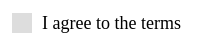 I agree to the terms